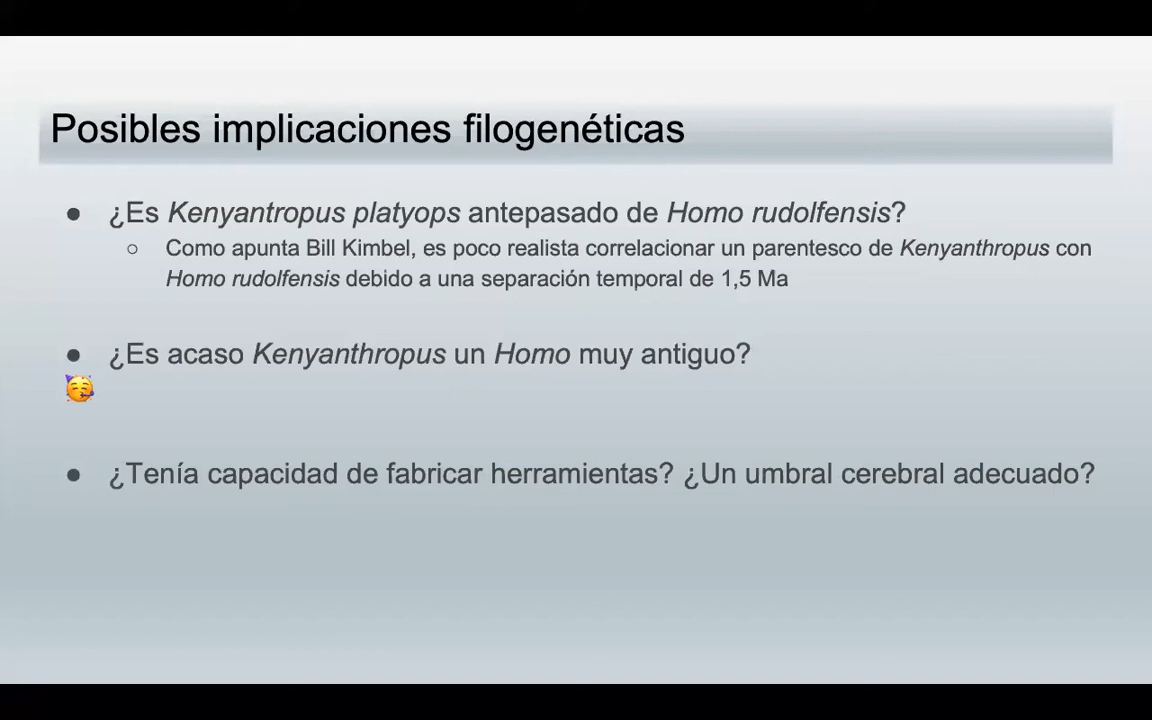 Posibles implicaciones filogenéticas
● ¿Es Kenyantropus platyops antepasado de Homo rudolfensis?
○ Como apunta Bill Kimbel, es poco realista correlacionar un parentesco de Kenyanthropus con
Homo rudolfensis debido a una separación temporal de 1,5 Ma
● ¿Es acaso Kenyanthropus un Homo muy antiguo?
● ¿Tenía capacidad de fabricar herramientas? ¿Un umbral cerebral adecuado?